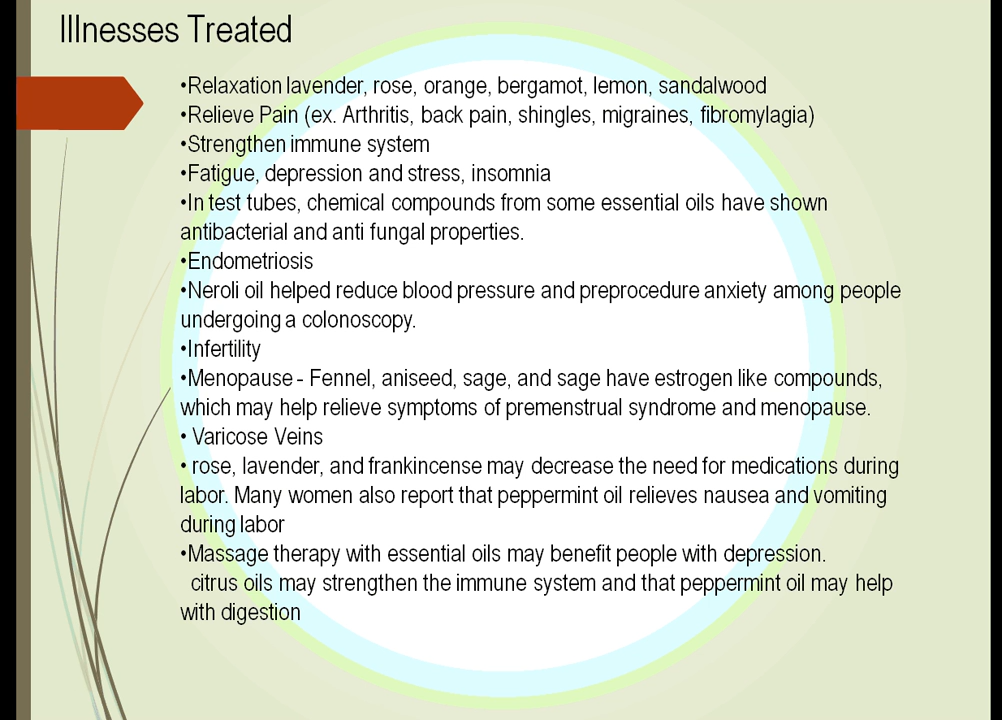 Illnesses Treated
•Relaxation lavender, rose, orange, bergamot, lemon, sandalwood
•Relieve Pain (ex. Arthritis, back pain, shingles, migraines, fibromylagia)
•Strengthen immune system
•Fatigue, depression and stress, insomnia
•In test tubes, chemical compounds from some essential oils have shown
antibacterial and anti fungal properties.
•Endometriosis
•Neroli oil helped reduce blood pressure and preprocedure anxiety among people
undergoing a colonoscopy.
•Infertility
•Menopause - Fennel, aniseed, sage, and sage have estrogen like compounds,
which may help relieve symptoms of premenstrual syndrome and menopause.
• Varicose Veins
• rose, lavender, and frankincense may decrease the need for medications during
labor. Many women also report that peppermint oil relieves nausea and vomiting
during labor
•Massage therapy with essential oils may benefit people with depression.
citrus oils may strengthen the immune system and that peppermint oil may help
with digestion